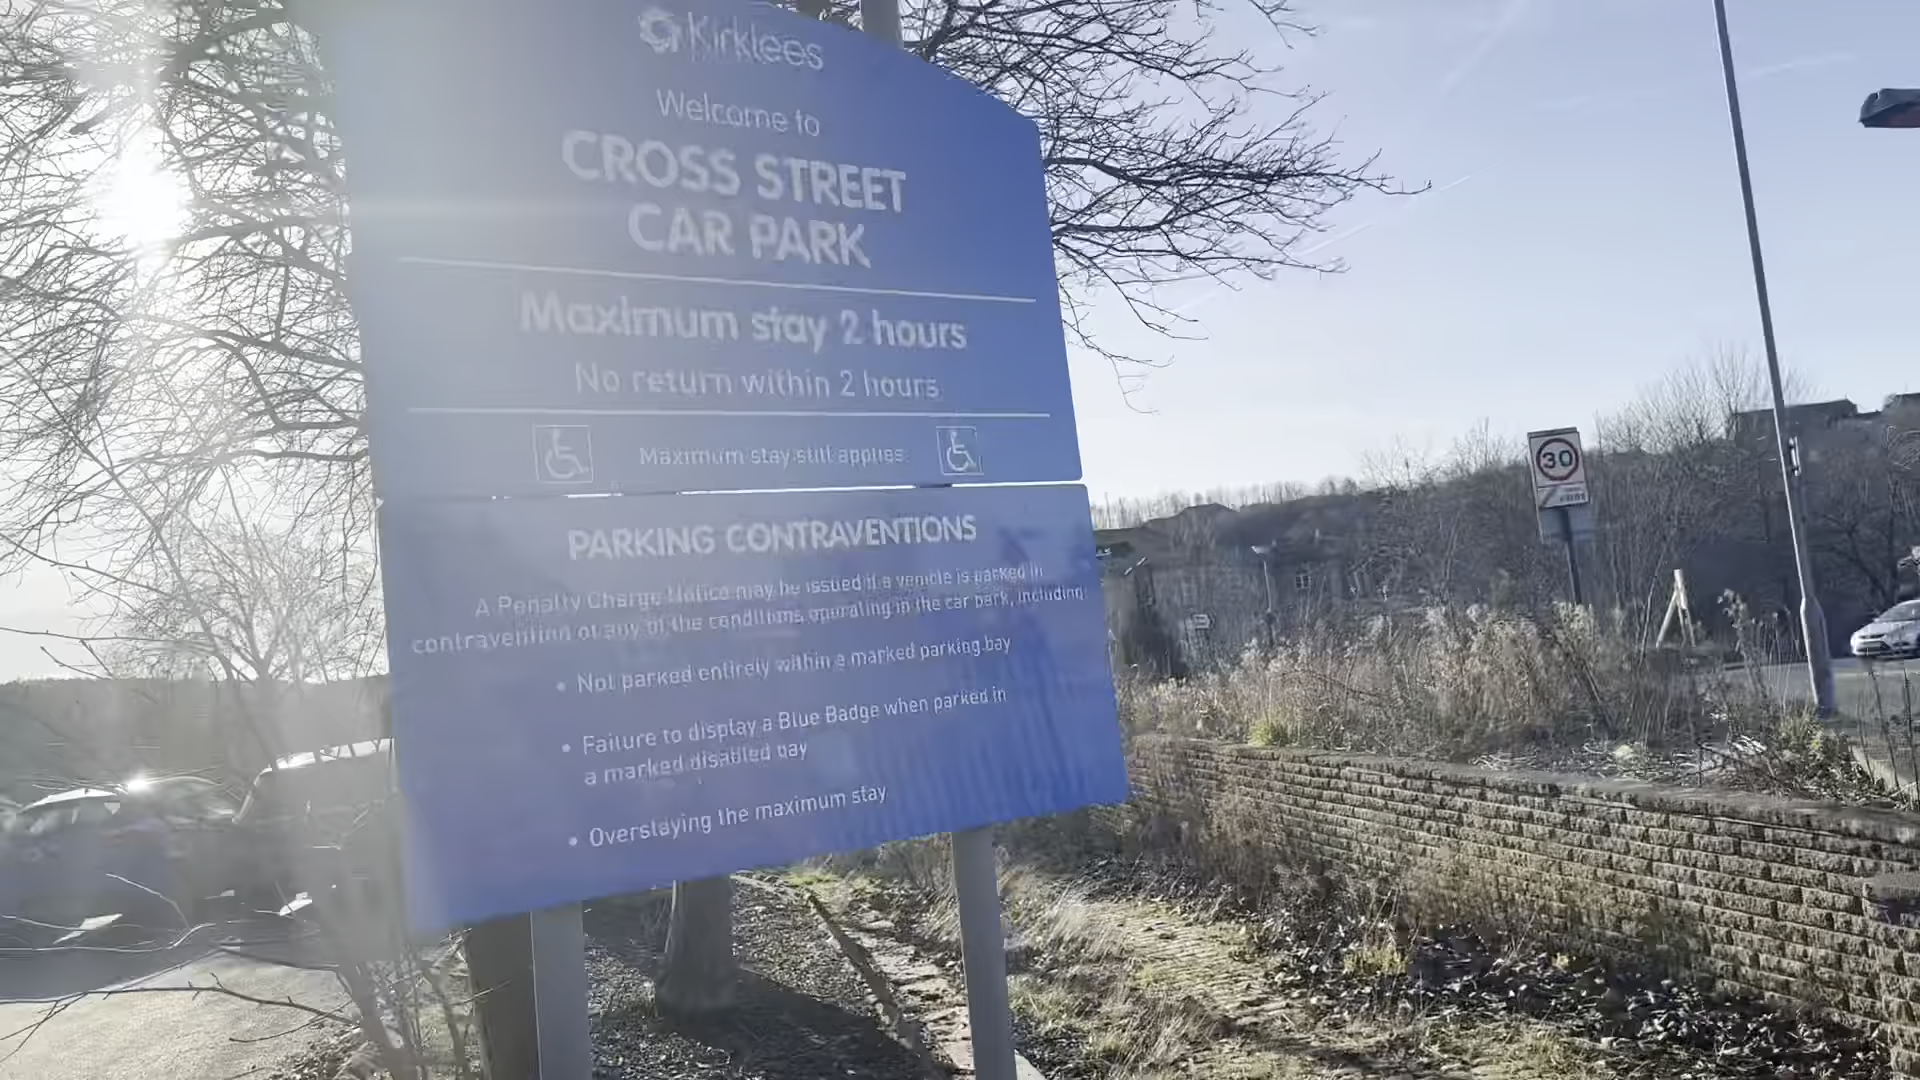 Kirklees
Welcome to
CROSS STREET
CAR PARK
Maximum stay 2 hours
No return within 2 hours
Maximum stay still applies
PARKING CONTRAVENTIONS
A Penalty Charge Notice may be issued if a vehicle is parked in
contravention of any of the conditions operating in the car park, including:
• Not parked entirely within a marked parking bay
• Failure to display a Blue Badge when parked in
a marked disabled bay
• Overstaying the maximum stay
30